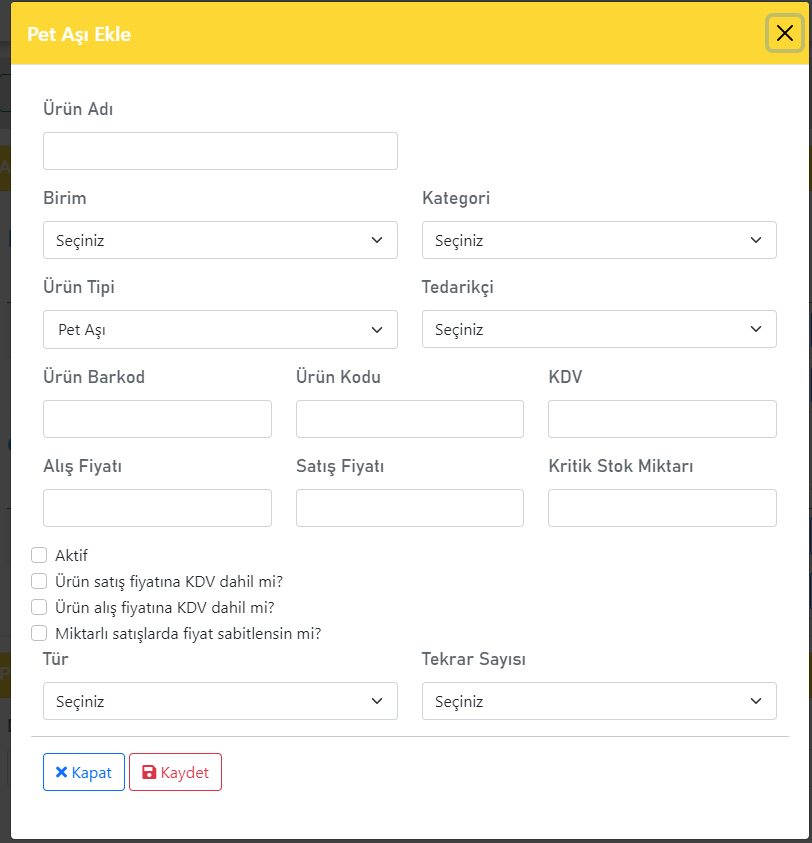 Pet Aşı Ekle
Ürün Adı
Birim Kategori
Seçiniz Seçiniz
Ürün Tipi Tedarikçi
Pet Aşı Seçiniz
Ürün Barkod Ürün Kodu KDV
Alış Fiyatı Satış Fiyatı Kritik Stok Miktarı
Aktif
Ürün satış fiyatına KDV dahil mi?
Ürün alış fiyatına KDV dahil mi?
Miktarlı satışlarda fiyat sabitlensin mi?
Tür Tekrar Sayısı
Seçiniz Seçiniz
Kapat Kaydet